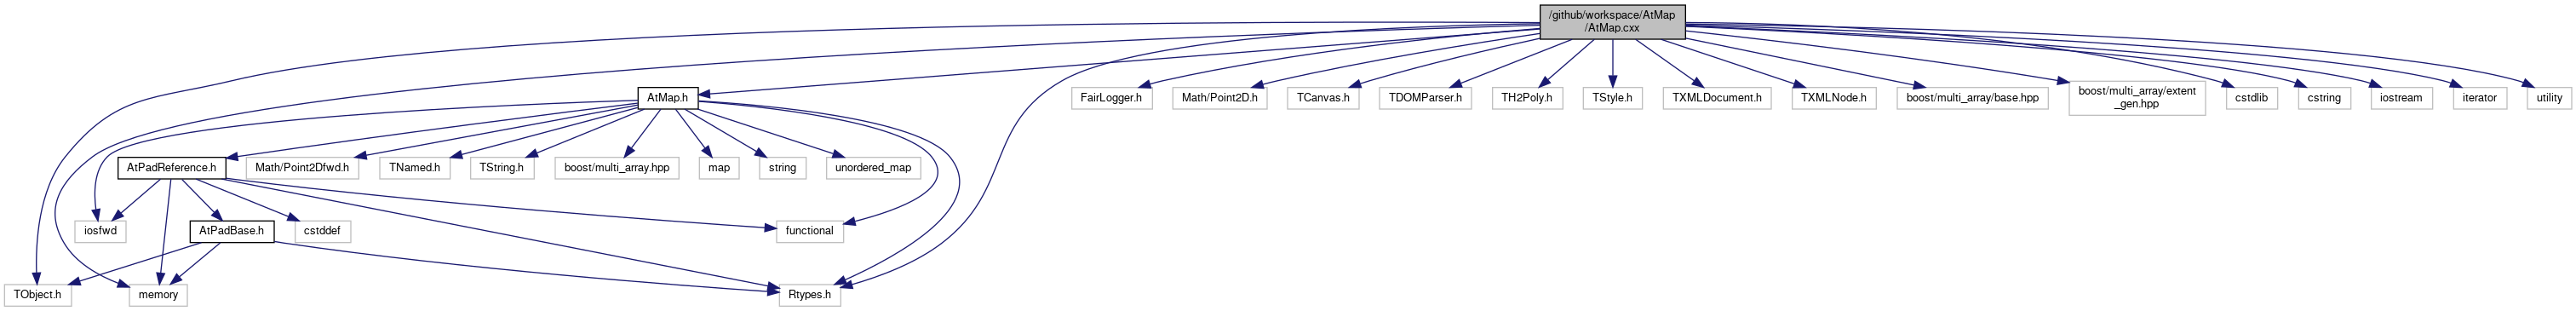 /github/workspace/AtMap
/AtMap.cxx
AtMap.h
FairLogger.h
Math/Point2D.h
TCanvas.h
TDOMParser.h
TH2Poly.h
TStyle.h
TXMLDocument.h
TXMLNode.h
boost/multi_array/base.hpp
boost/multi_array/extent
_gen.hpp
cstdlib
cstring
iostream
iterator
utility
AtPadReference.h
Math/Point2Dfwd.h
TNamed.h
TString.h
boost/multi_array.hpp
map
string
unordered_map
iosfwd
AtPadBase.h
cstddef
functional
TObject.h
memory
Rtypes.h